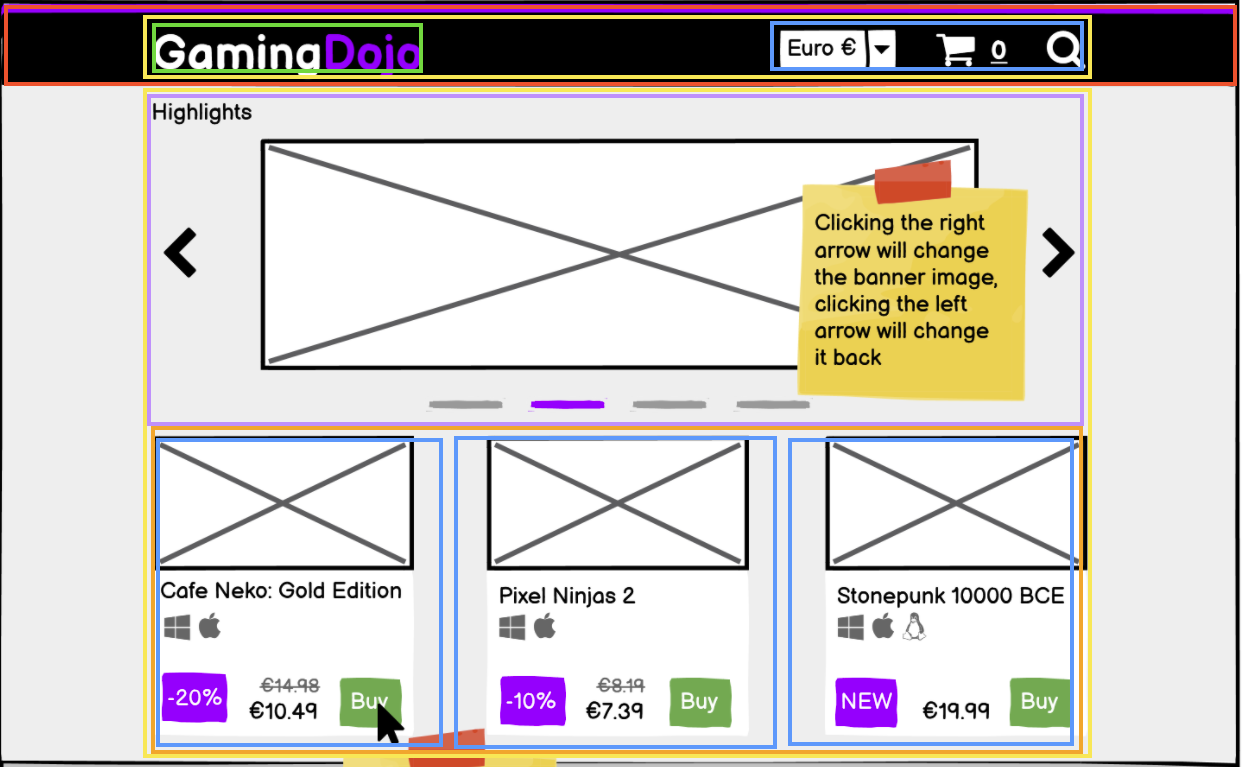 GamingDojo
Euro €
0
Highlights
Clicking the right
arrow will change
the banner image,
clicking the left
arrow will change
it back
Cafe Neko: Gold Edition
-20%
€14.98
€10.49
Buy
Pixel Ninjas 2
-10%
€8.19
€7.39
Buy
Stonepunk 10000 BCE
NEW
€19.99
Buy